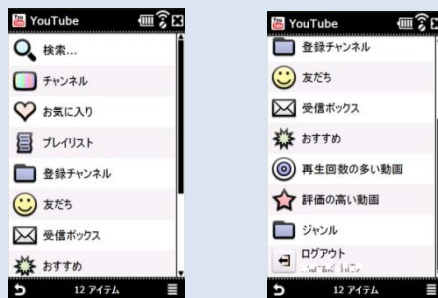 YouTube
検索...
チャンネル
お気に入り
プレイリスト
登録チャンネル
友だち
受信ボックス
おすすめ
12 アイテム
YouTube
登録チャンネル
友だち
受信ボックス
おすすめ
再生回数の多い動画
評価の高い動画
ジャンル
ログアウト
12 アイテム